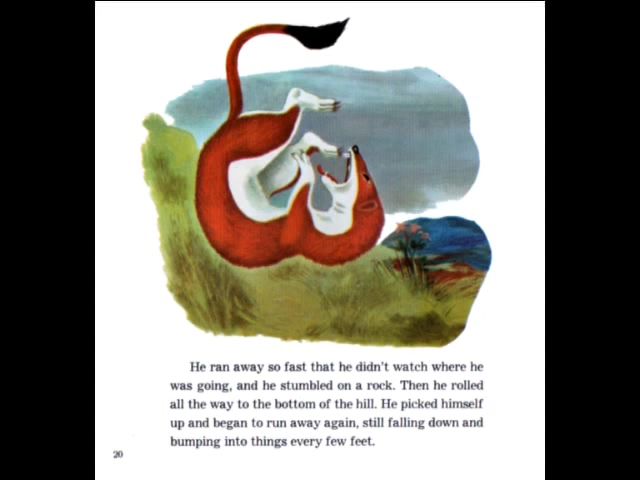 He ran away so fast that he didn't watch where he
was going, and he stumbled on a rock. Then he rolled
all the way to the bottom of the hill. He picked himself
up and began to run away again, still falling down and
bumping into things every few feet.
20